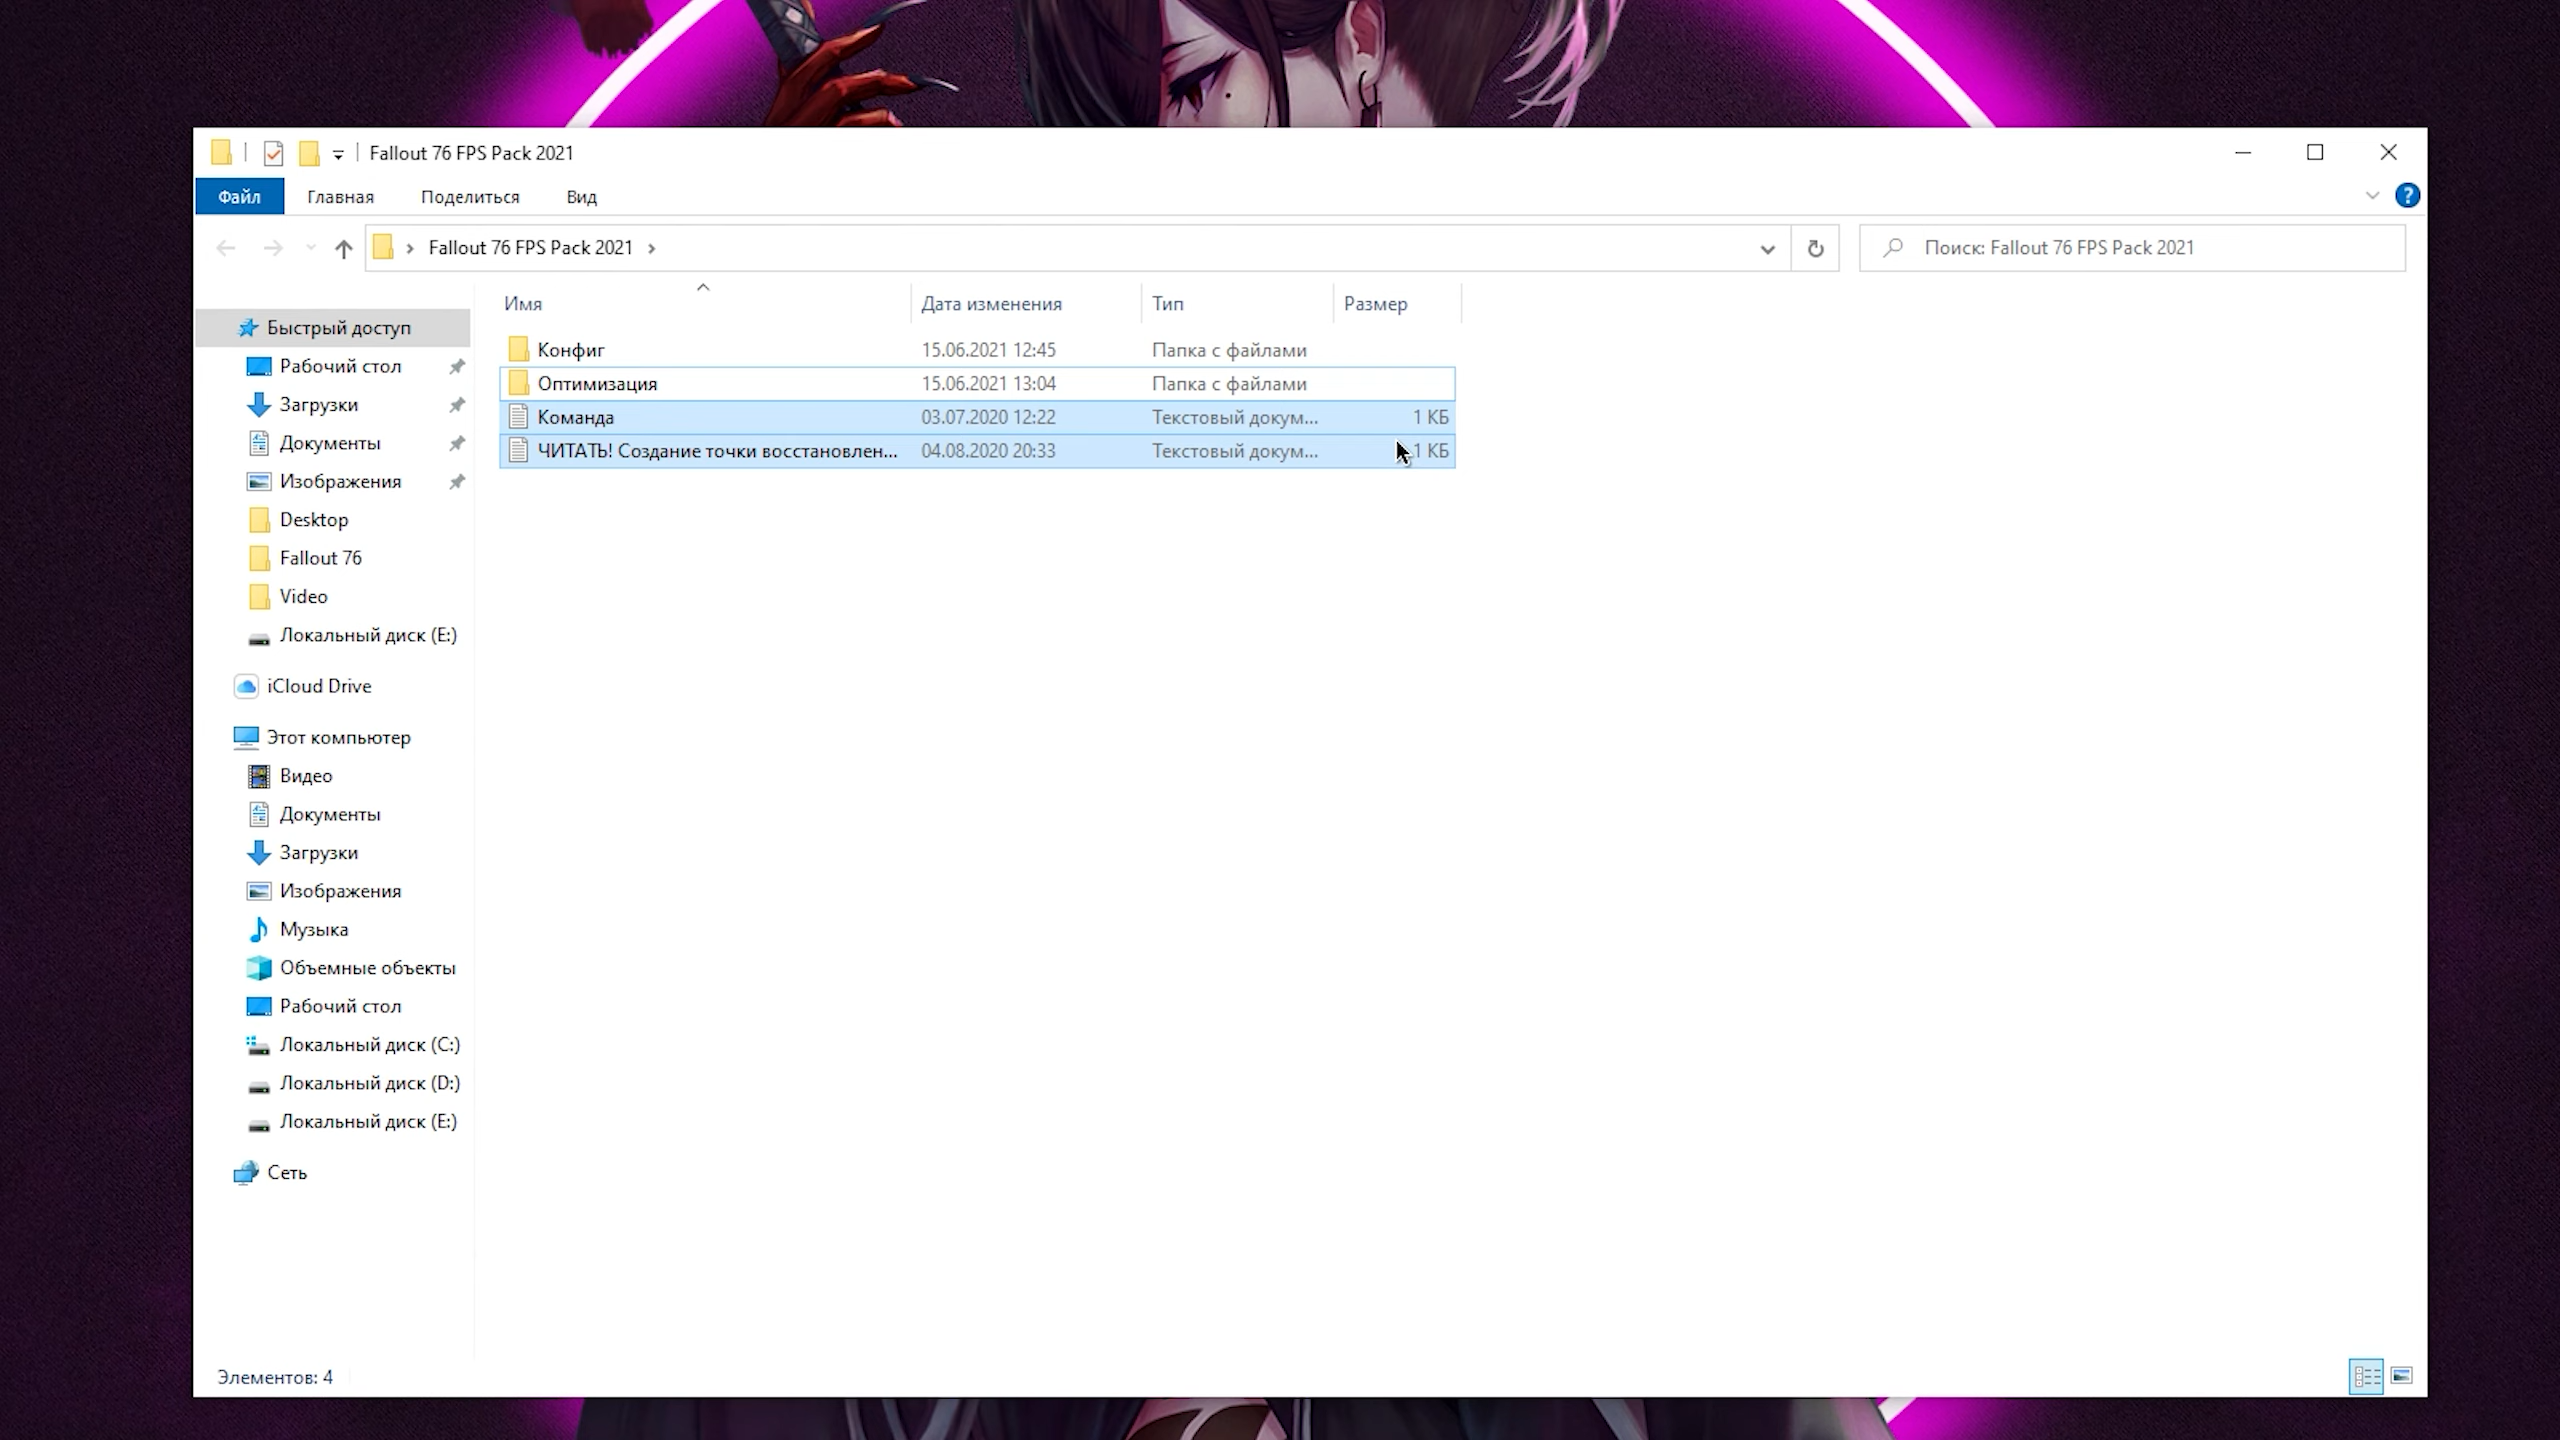 Fallout 76 FPS Pack 2021
Файл Главная Поделиться Вид
?
Fallout 76 FPS Pack 2021
Поиск: Fallout 76 FPS Pack 2021
Имя Дата изменения Тип Размер
Конфиг 15.06.2021 12:45 Папка с файлами
Оптимизация 15.06.2021 13:04 Папка с файлами
Команда 03.07.2020 12:22 Текстовый докум... 1 КБ
ЧИТАТЬ! Создание точки восстановлен... 04.08.2020 20:33 Текстовый докум... 1 КБ
Быстрый доступ
Рабочий стол
Загрузки
Документы
Изображения
Desktop
Fallout 76
Video
Локальный диск (E:)
iCloud Drive
Этот компьютер
Видео
Документы
Загрузки
Изображения
Музыка
Объемные объекты
Рабочий стол
Локальный диск (C:)
Локальный диск (D:)
Локальный диск (E:)
Сеть
Элементов: 4